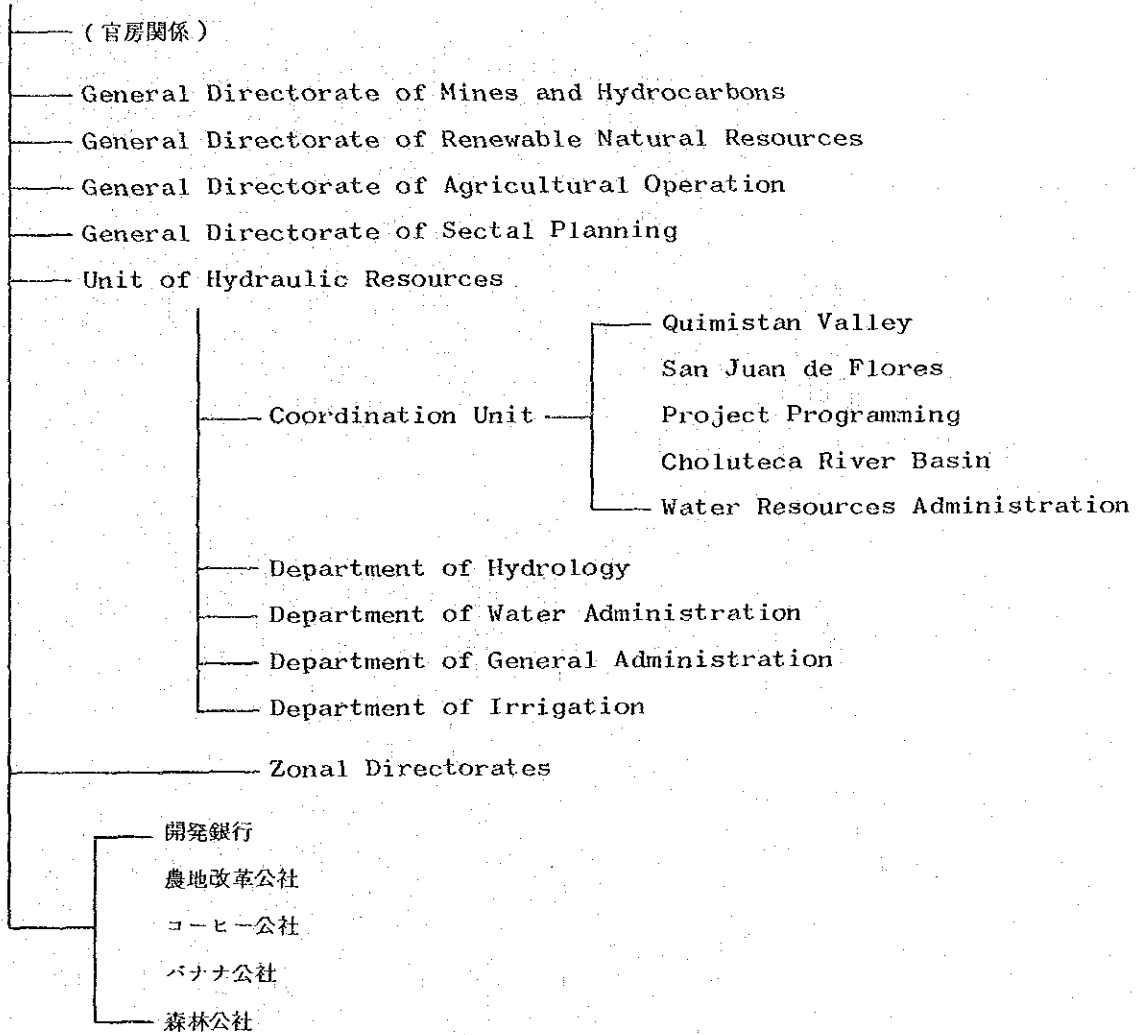 (官房関係)
General Directorate of Mines and Hydrocarbons
General Directorate of Renewable Natural Resources
General Directorate of Agricultural Operation
General Directorate of Sectal Planning
Unit of Hydraulic Resources
Quimistan Valley
San Juan de Flores
Coordination Unit
Project Programming
Choluteca River Basin
Water Resources Administration
Department of Hydrology
Department of Water Administration
Department of General Administration
Department of Irrigation
Zonal Directorates
開発銀行
農地改革公社
コーヒー公社
バナナ公社
森林公社